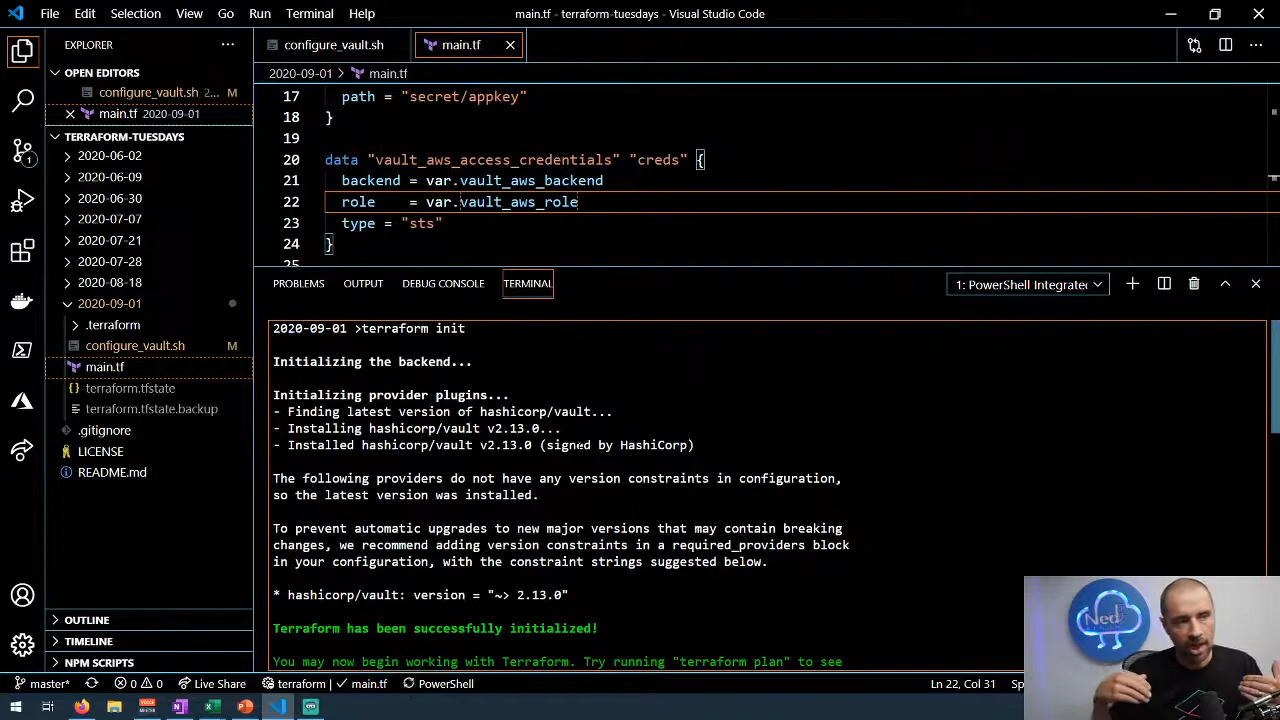 File Edit Selection View Go Run Terminal Help
main.tf - terraform-tuesdays - Visual Studio Code
EXPLORER
configure_vault.sh
main.tf
OPEN EDITORS
configure_vault.sh 2... M
main.tf 2020-09-01
TERRAFORM-TUESDAYS
2020-06-02
2020-06-09
2020-06-30
2020-07-21
2020-07-28
2020-08-18
2020-09-01
.terraform
configure_vault.sh M
main.tf
terraform.tfstate
terraform.tfstate.backup
.gitignore
LICENSE
README.md
OUTLINE
TIMELINE
NPM SCRIPTS
2020-09-01 > main.tf
17 path = "secret/appkey"
18 }
19
20 data "vault_aws_access_credentials" "creds" {
21 backend = var.vault_aws_backend
22 role = var.vault_aws_role
23 type = "sts"
24 }
25
PROBLEMS OUTPUT DEBUG CONSOLE TERMINAL
1: PowerShell Integrated
2020-09-01 >terraform init
Initializing the backend...
Initializing provider plugins...
- Finding latest version of hashicorp/vault...
- Installing hashicorp/vault v2.13.0...
- Installed hashicorp/vault v2.13.0 (signed by HashiCorp)
The following providers do not have any version constraints in configuration,
so the latest version was installed.
To prevent automatic upgrades to new major versions that may contain breaking
changes, we recommend adding version constraints in a required_providers block
in your configuration, with the constraint strings suggested below.
* hashicorp/vault: version = "~> 2.13.0"
Terraform has been successfully initialized!
You may now begin working with Terraform. Try running "terraform plan" to see
Ned
master* 0 0 Live Share terraform main.tf PowerShell
Ln 22, Col 31 Sp